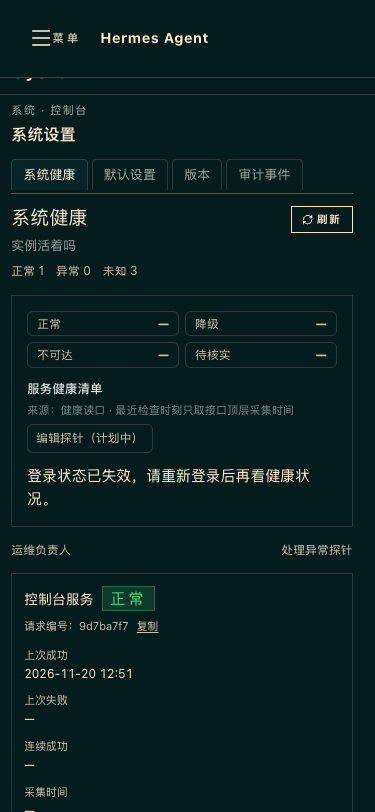 菜单 Hermes Agent
系统 · 控制台
系统设置
系统健康 默认设置 版本 审计事件
系统健康
刷新
实例活着吗
正常 1 异常 0 未知 3
正常 — 降级 —
不可达 — 待核实 —
服务健康清单
来源：健康读口 · 最近检查时刻只取接口顶层采集时间
编辑探针（计划中）
登录状态已失效，请重新登录后再看健康状
况。
运维负责人 处理异常探针
控制台服务 正常
请求编号：9d7ba7f7 复制
上次成功
2026-11-20 12:51
上次失败
—
连续成功
—
采集时间
—